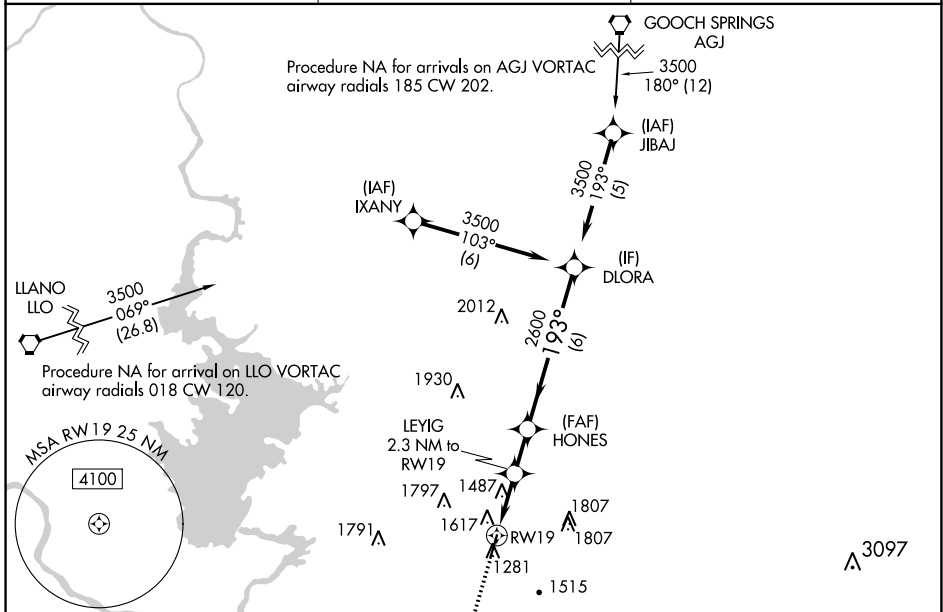 GOOCH SPRINGS
AGJ
Procedure NA for arrivals on AGJ VORTAC
airway radials 185 CW 202.
3500
180° (12)
(IAF)
JIBAJ
3500
193°
(5)
(IAF)
IXANY
3500
103°
(6)
(IF)
DLORA
LLANO
LLO
3500
069°
(26.8)
2012
2600
193°
(6)
Procedure NA for arrival on LLO VORTAC
airway radials 018 CW 120.
1930
(FAF)
HONES
LEYIG
2.3 NM to
RW19
MSA RW19 25 NM
4100
1797
1487
1617
1807
1807
1791
RW19
1281
3097
1515